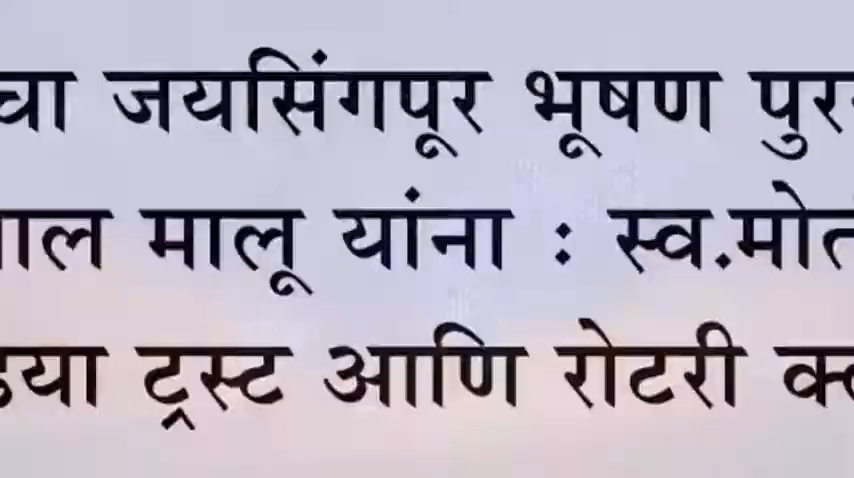 चा जयसिंगपूर भूषण
मालू यांना : स्व.
ट्रस्ट आणि रोटरी